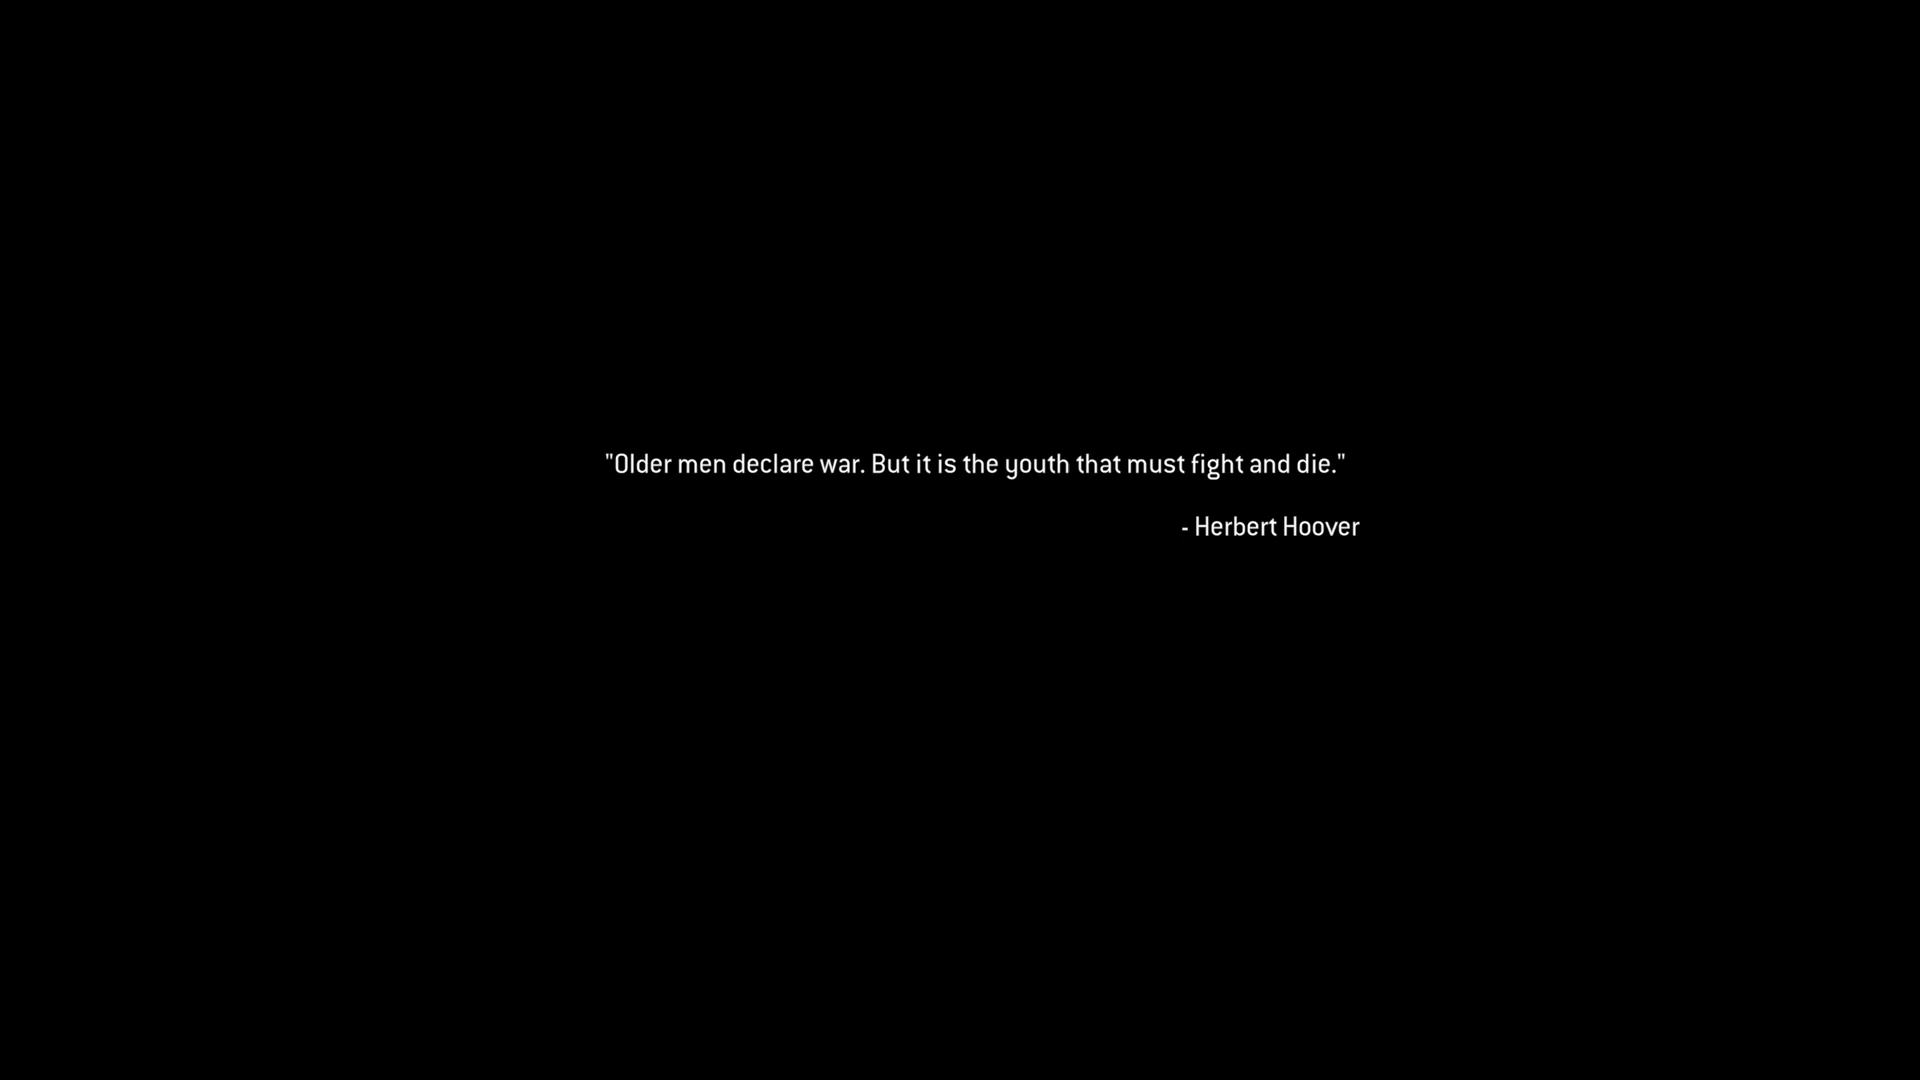 "Older men declare war. But it is the youth that must fight and die."
- Herbert Hoover